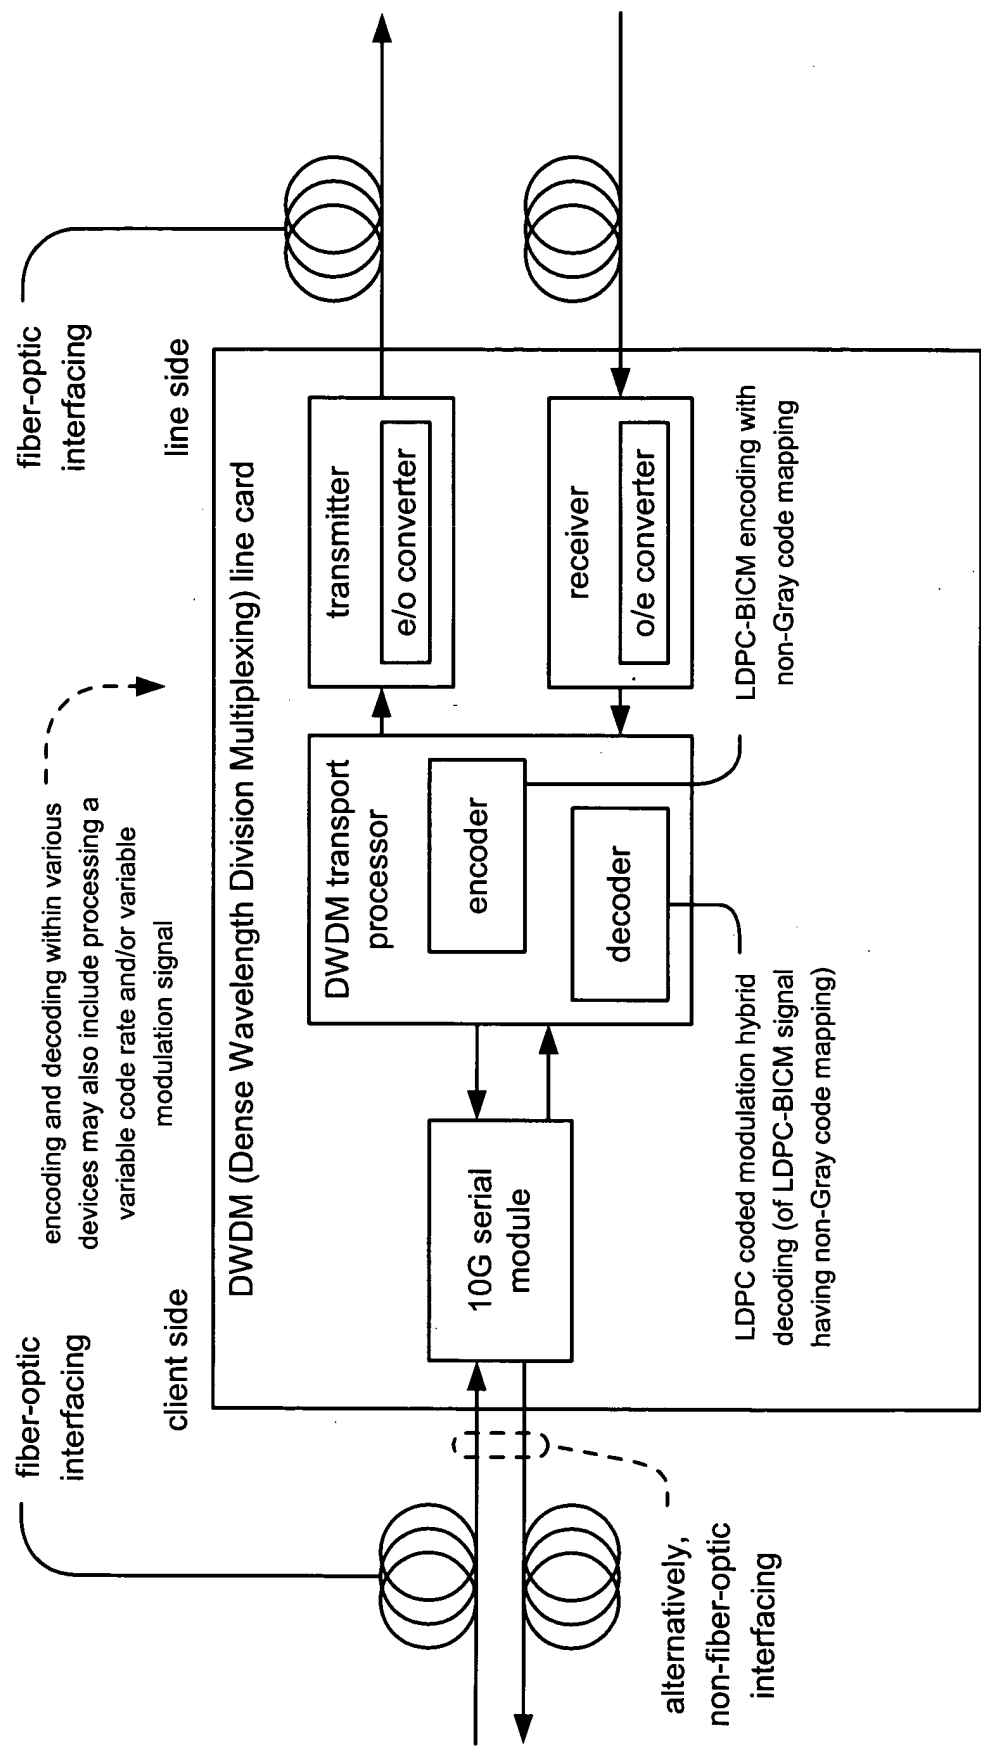 fiber-optic
interfacing
encoding and decoding within various
devices may also include processing a
variable code rate and/or variable
modulation signal
fiber-optic
interfacing
client side
line side
DWDM (Dense Wavelength Division Multiplexing) line card
10G serial
module
DWDM transport
processor
encoder
decoder
transmitter
e/o converter
receiver
o/e converter
alternatively,
non-fiber-optic
interfacing
LDPC coded modulation hybrid
decoding (of LDPC-BICM signal
having non-Gray code mapping)
LDPC-BICM encoding with
non-Gray code mapping